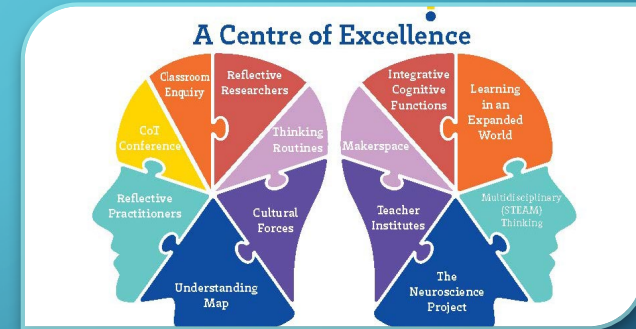 A Centre of Excellence
Classroom
Enquiry
Reflective
Researchers
CoT
Conference
Thinking
Routines
Reflective
Practitioners
Cultural
Forces
Understanding
Map
Integrative
Cognitive
Functions
Learning
in an
Expanded
World
Makerspace
Multidisciplinary
(STEAM)
Thinking
Teacher
Institutes
The
Neuroscience
Project